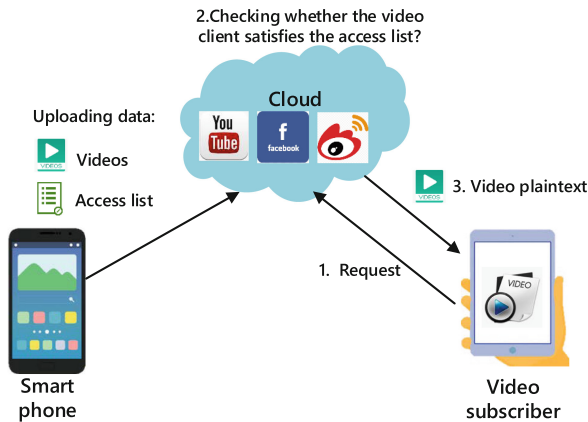 2.Checking whether the video
client satisfies the access list?
Cloud
You
Tube
f
facebook
Uploading data:
VIDEOS
Videos
Access list
VIDEOS
3. Video plaintext
1. Request
VIDEO
Smart
phone
Video
subscriber